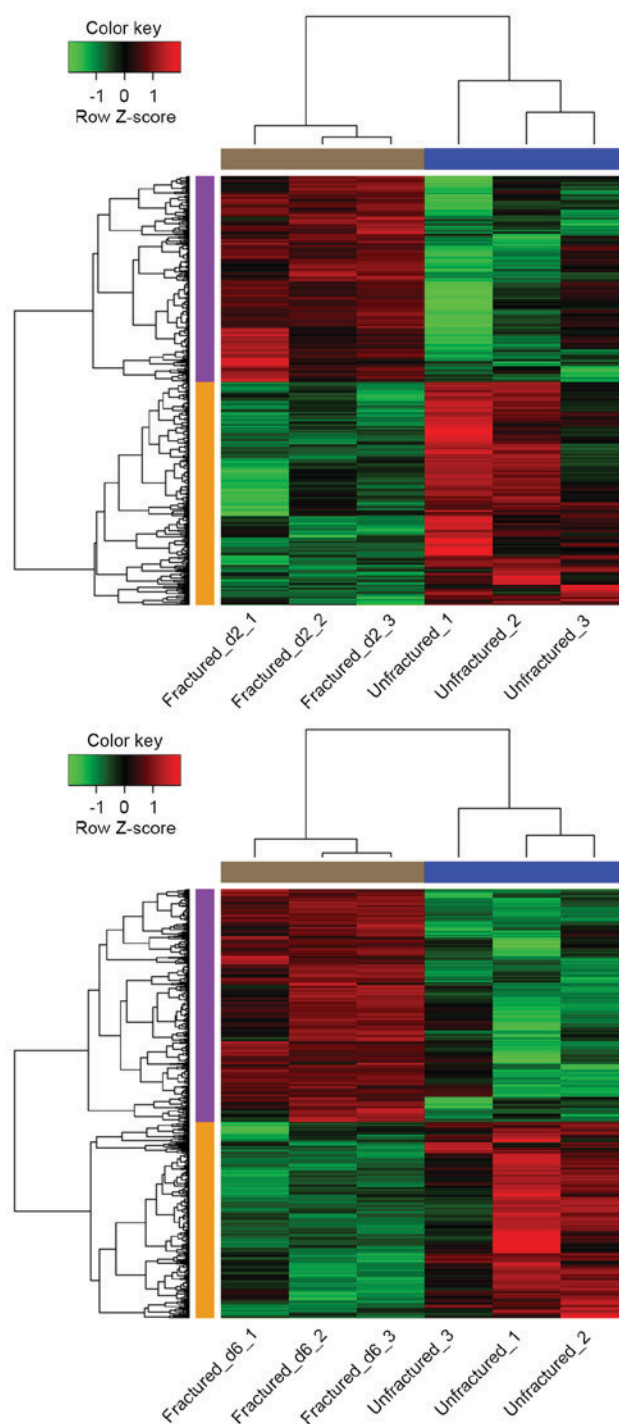 Color key
-1 0 1
Row Z-score
Fractured_d2_1
Fractured_d2_2
Fractured_d2_3
Unfractured_1
Unfractured_2
Unfractured_3
Color key
-1 0 1
Row Z-score
Fractured_d6_1
Fractured_d6_2
Fractured_d6_3
Unfractured_3
Unfractured_1
Unfractured_2